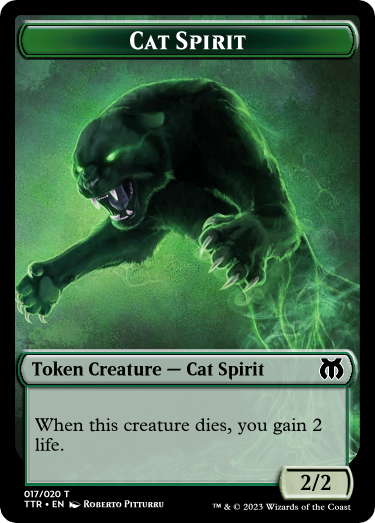 Cat Spirit
Token Creature — Cat Spirit
When this creature dies, you gain 2
life.
2/2
017/020 T
TTR • EN Roberto Pitturru
™ & © 2023 Wizards of the Coast